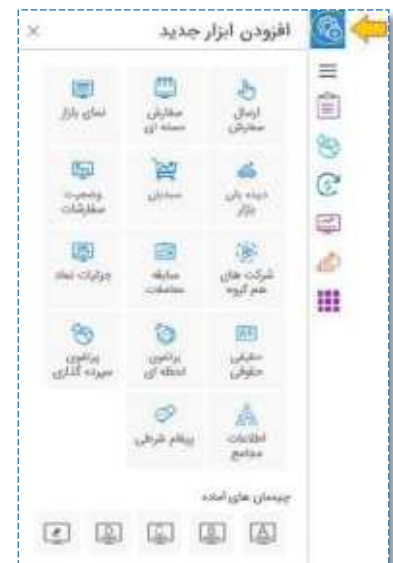 افزودن ابزار جدید ×
ارسال سفارش
سفارش دسته ای
نمای بازار
دیده بان بازار
سبدبان
وضعیت سفارشات
شرکت های هم گروه
سابقه معاملات
جزئیات نماد
حقیقی حقوقی
پرتفوی لحظه ای
پرتفوی سپرده گذاری
اطلاعات مجامع
پیغام شرطی
چیدمان های آماده
A B C D